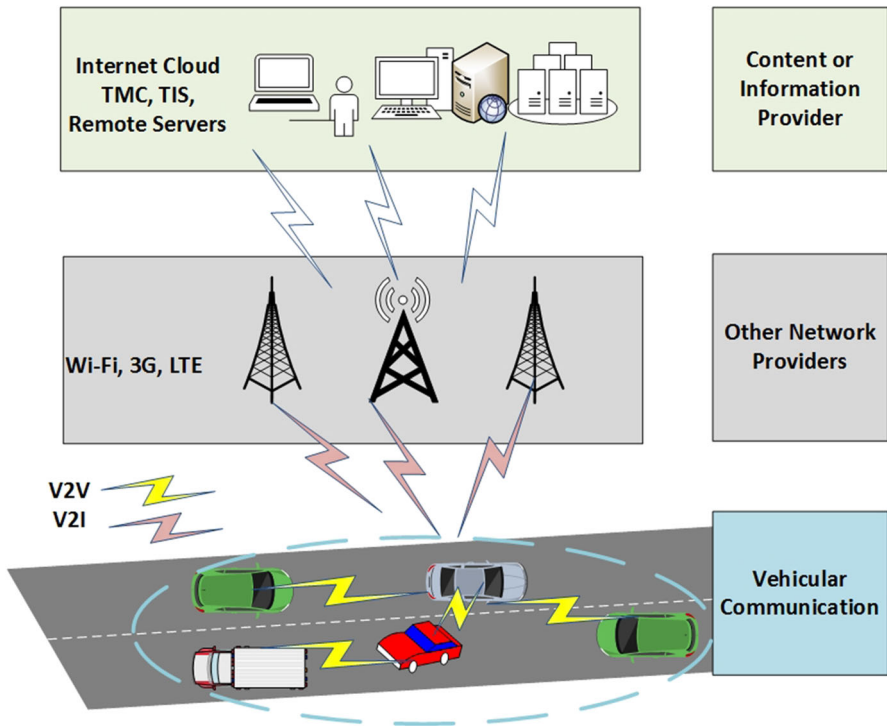 Internet Cloud
TMC, TIS,
Remote Servers
Content or
Information
Provider
Wi-Fi, 3G, LTE
Other Network
Providers
V2V
V2I
Vehicular
Communication